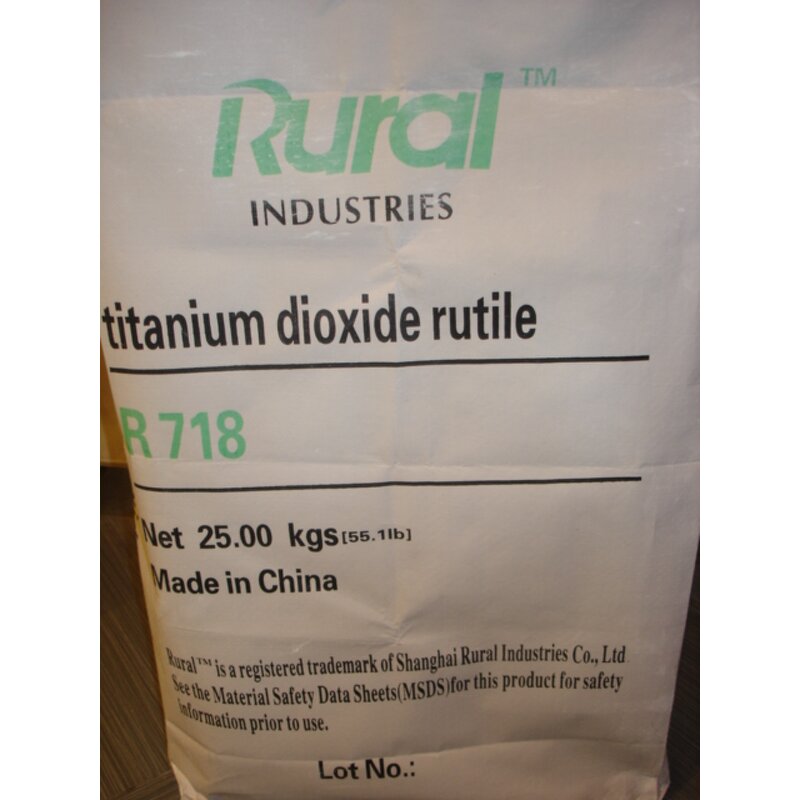 Rural™
INDUSTRIES
titanium dioxide rutile
R 718
Net 25.00 kgs[55.1lb]
Made in China
Rural™ is a registered trademark of Shanghai Rural Industries Co., Ltd
See the Material Safety Data Sheets(MSDS)for this product for safety
information prior to use.
Lot No.: